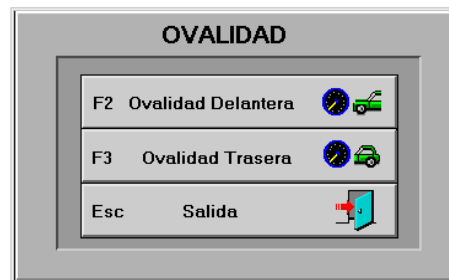 OVALIDAD
F2 Ovalidad Delantera
F3 Ovalidad Trasera
Esc Salida